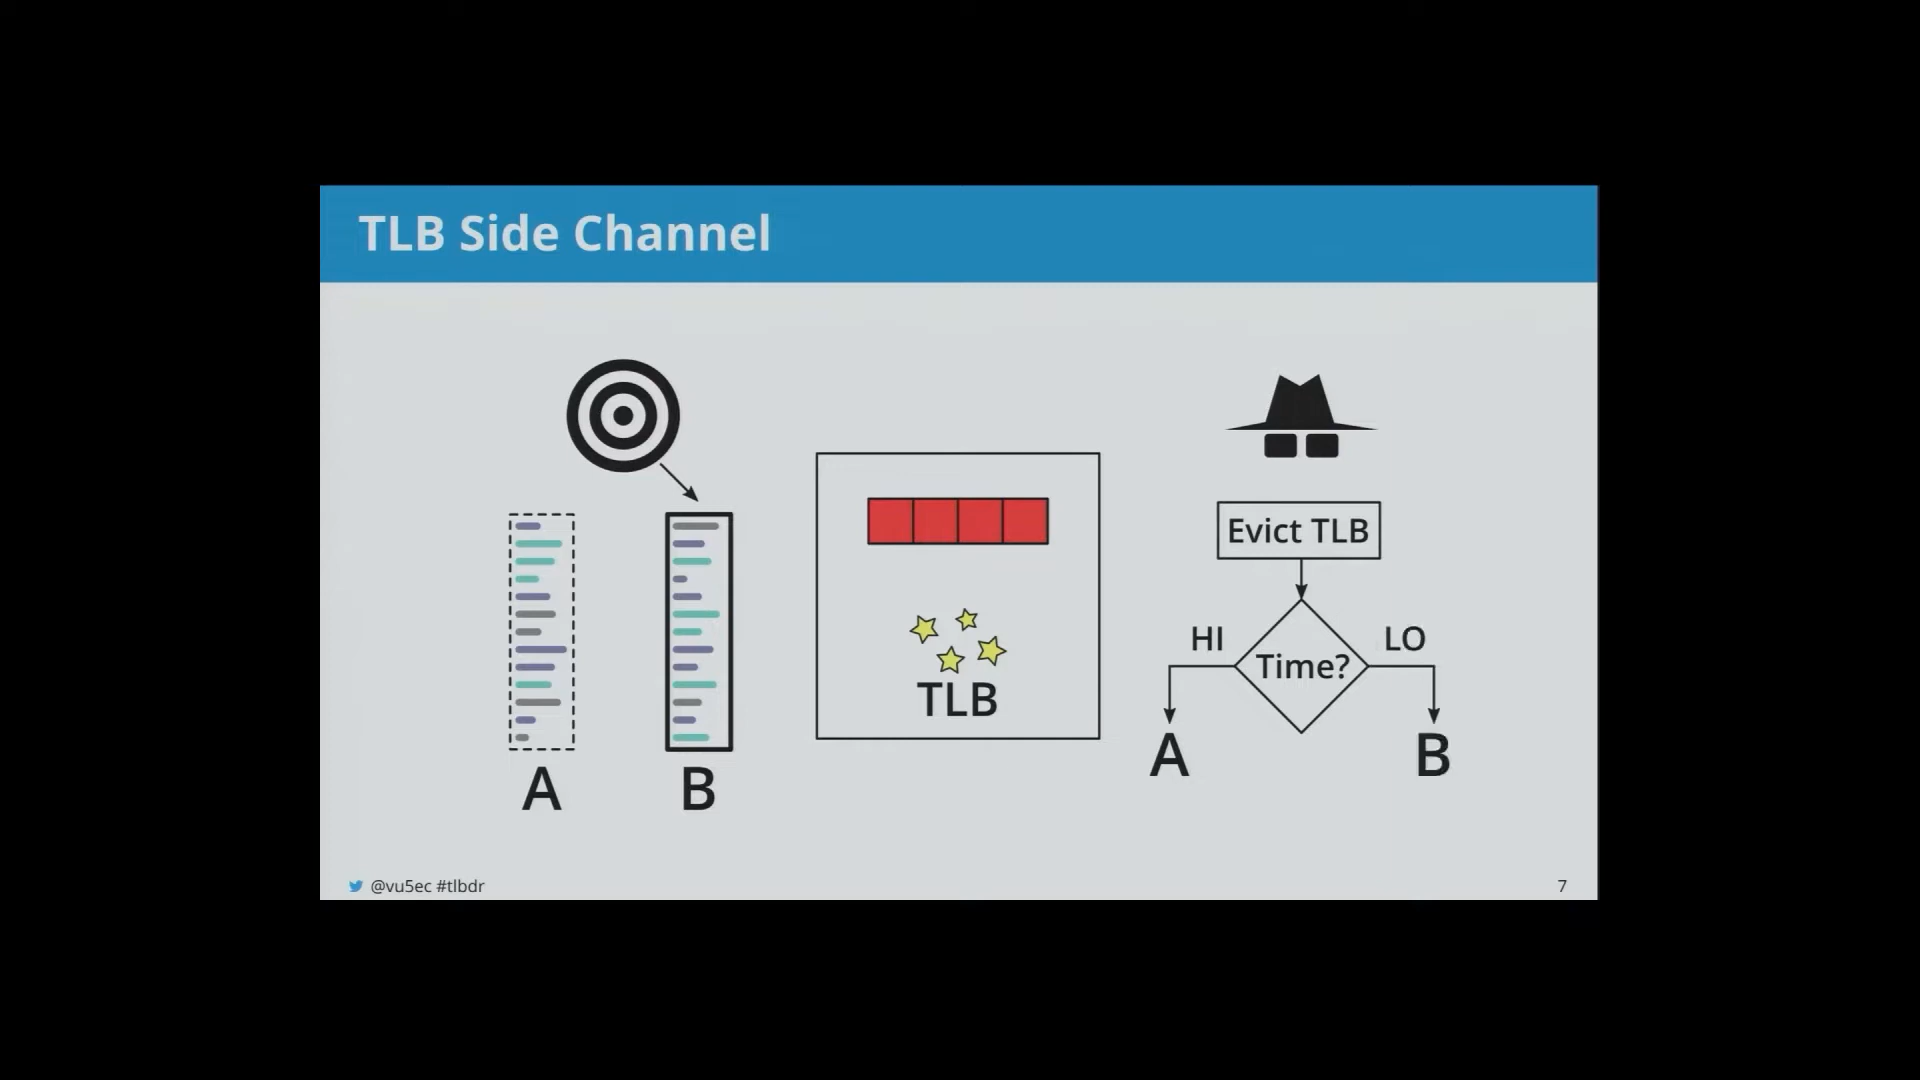 TLB Side Channel
Evict TLB
HI
LO
Time?
TLB
A
B
A
B
@vu5ec #tlbdr
7